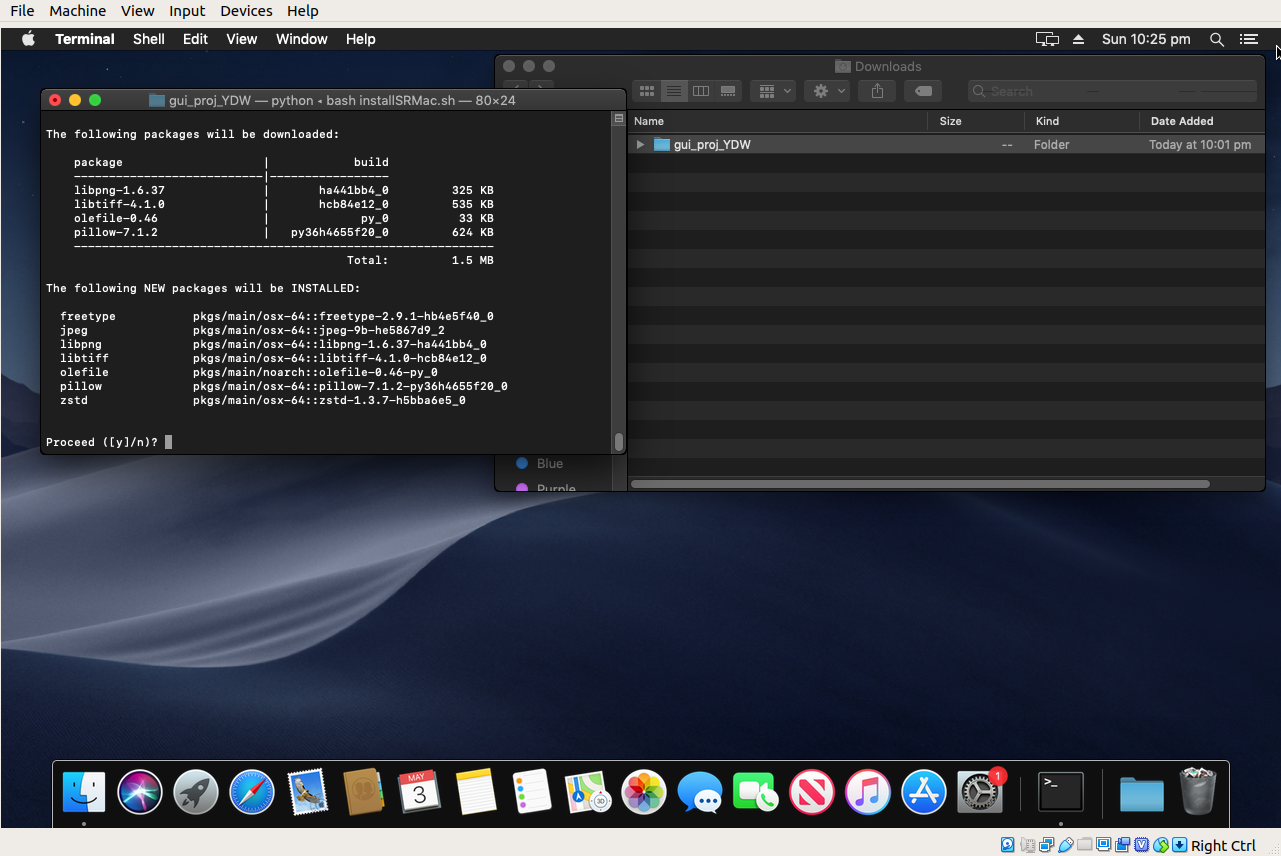 File Machine View Input Devices Help
Terminal Shell Edit View Window Help Sun 10:25 pm
Downloads
Search
gui_proj_YDW — python ◂ bash installSRMac.sh — 80×24
Name Size Kind Date Added
gui_proj_YDW -- Folder Today at 10:01 pm
The following packages will be downloaded:
package | build
---------------------------|-----------------
libpng-1.6.37 | ha441bb4_0 325 KB
libtiff-4.1.0 | hcb84e12_0 535 KB
olefile-0.46 | py_0 33 KB
pillow-7.1.2 | py36h4655f20_0 624 KB
------------------------------------------------------------
Total: 1.5 MB
The following NEW packages will be INSTALLED:
freetype pkgs/main/osx-64::freetype-2.9.1-hb4e5f40_0
jpeg pkgs/main/osx-64::jpeg-9b-he5867d9_2
libpng pkgs/main/osx-64::libpng-1.6.37-ha441bb4_0
libtiff pkgs/main/osx-64::libtiff-4.1.0-hcb84e12_0
olefile pkgs/main/noarch::olefile-0.46-py_0
pillow pkgs/main/osx-64::pillow-7.1.2-py36h4655f20_0
zstd pkgs/main/osx-64::zstd-1.3.7-h5bba6e5_0
Proceed ([y]/n)?
Blue
Purple
MAY
3
3D
1
>_
Right Ctrl